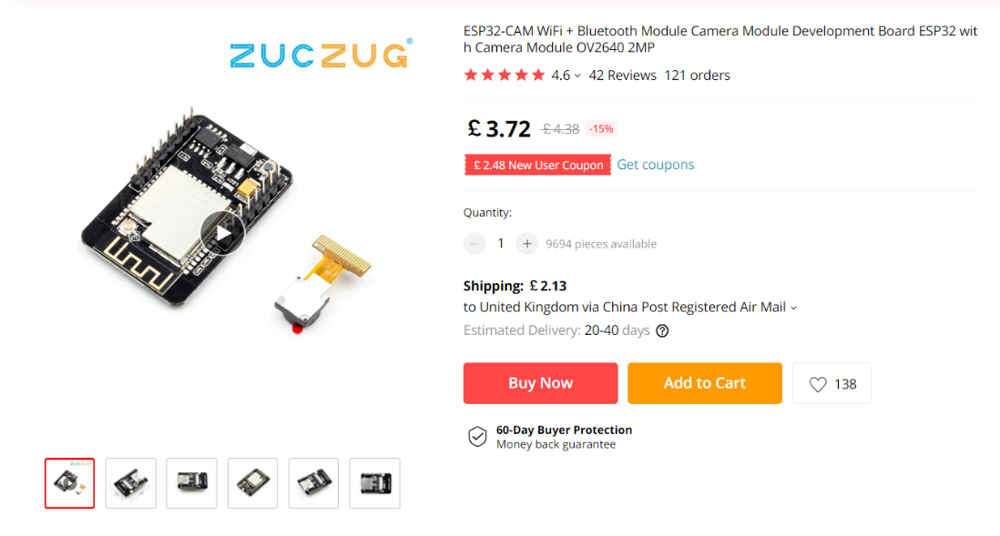 ZUCZUG®
ESP32-CAM WiFi + Bluetooth Module Camera Module Development Board ESP32 wit
h Camera Module OV2640 2MP
4.6 42 Reviews 121 orders
£ 3.72 £ 4.38 -15%
£ 2.48 New User Coupon Get coupons
Quantity:
− 1 + 9694 pieces available
Shipping: £ 2.13
to United Kingdom via China Post Registered Air Mail
Estimated Delivery: 20-40 days ?
Buy Now Add to Cart 138
60-Day Buyer Protection
Money back guarantee
ZUCZUG